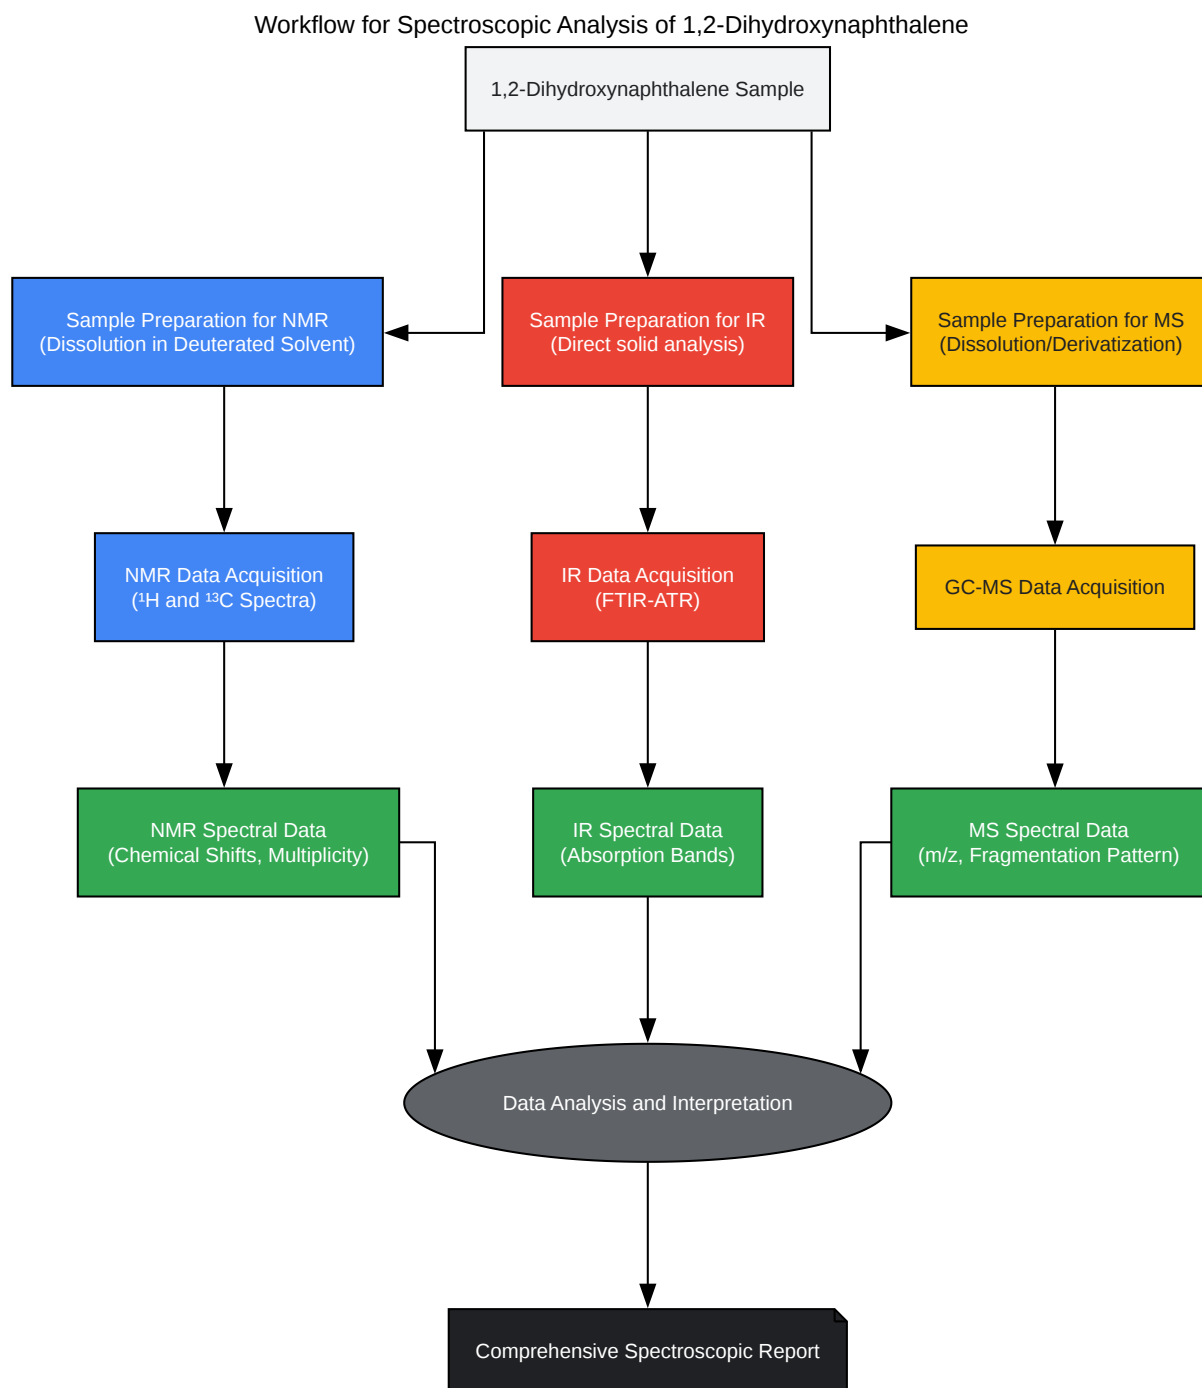 Workflow for Spectroscopic Analysis of 1,2-Dihydroxynaphthalene
1,2-Dihydroxynaphthalene Sample
Sample Preparation for NMR
(Dissolution in Deuterated Solvent)
Sample Preparation for IR
(Direct solid analysis)
Sample Preparation for MS
(Dissolution/Derivatization)
NMR Data Acquisition
(¹H and ¹³C Spectra)
IR Data Acquisition
(FTIR-ATR)
GC-MS Data Acquisition
NMR Spectral Data
(Chemical Shifts, Multiplicity)
IR Spectral Data
(Absorption Bands)
MS Spectral Data
(m/z, Fragmentation Pattern)
Data Analysis and Interpretation
Comprehensive Spectroscopic Report